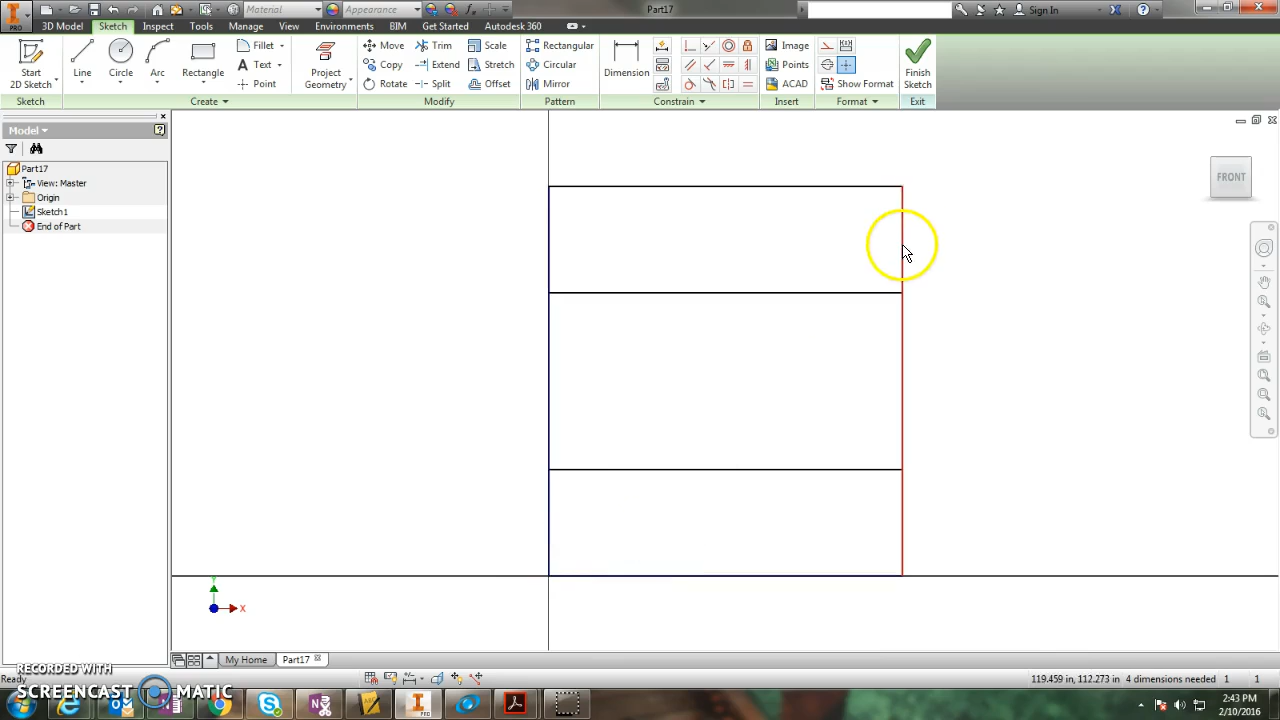 Material
Appearance
Part17
Sign In
PRO
3D Model Sketch Inspect Tools Manage View Environments BIM Get Started Autodesk 360
Start
2D Sketch
Line
Circle
Arc
Rectangle
Fillet
Text
Point
Project
Geometry
Move
Copy
Rotate
Trim
Extend
Split
Scale
Stretch
Offset
Rectangular
Circular
Mirror
Dimension
Image
Points
ACAD
Show Format
Finish
Sketch
Sketch
Create
Modify
Pattern
Constrain
Insert
Format
Exit
Model
Part17
View: Master
Origin
Sketch1
End of Part
FRONT
X
My Home
Part17
RECORDED WITH
SCREENCAST MATIC
Ready
119.459 in, 112.273 in 4 dimensions needed 1 1
PRO
2:43 PM
2/10/2016